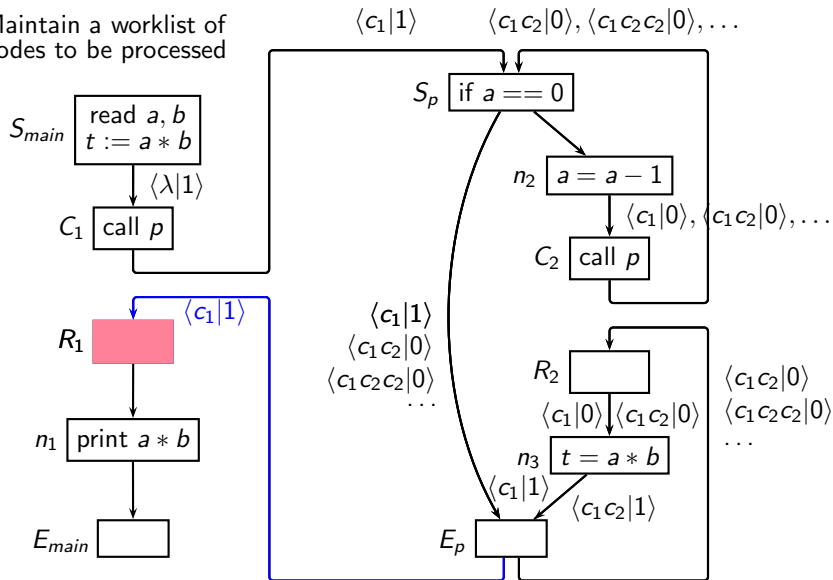 Maintain a worklist of
nodes to be processed
⟨c₁|1⟩
⟨c₁c₂|0⟩, ⟨c₁c₂c₂|0⟩, . . .
S_p
if a == 0
S_main
read a, b
t := a ∗ b
n₂
a = a − 1
⟨λ|1⟩
⟨c₁|0⟩, ⟨c₁c₂|0⟩, . . .
C₁
call p
C₂
call p
⟨c₁|1⟩
⟨c₁|1⟩
R₁
⟨c₁c₂|0⟩
⟨c₁c₂c₂|0⟩
. . .
R₂
⟨c₁c₂|0⟩
⟨c₁c₂c₂|0⟩
. . .
⟨c₁|0⟩
⟨c₁c₂|0⟩
n₁
print a ∗ b
n₃
t = a ∗ b
⟨c₁|1⟩
⟨c₁c₂|1⟩
E_main
E_p